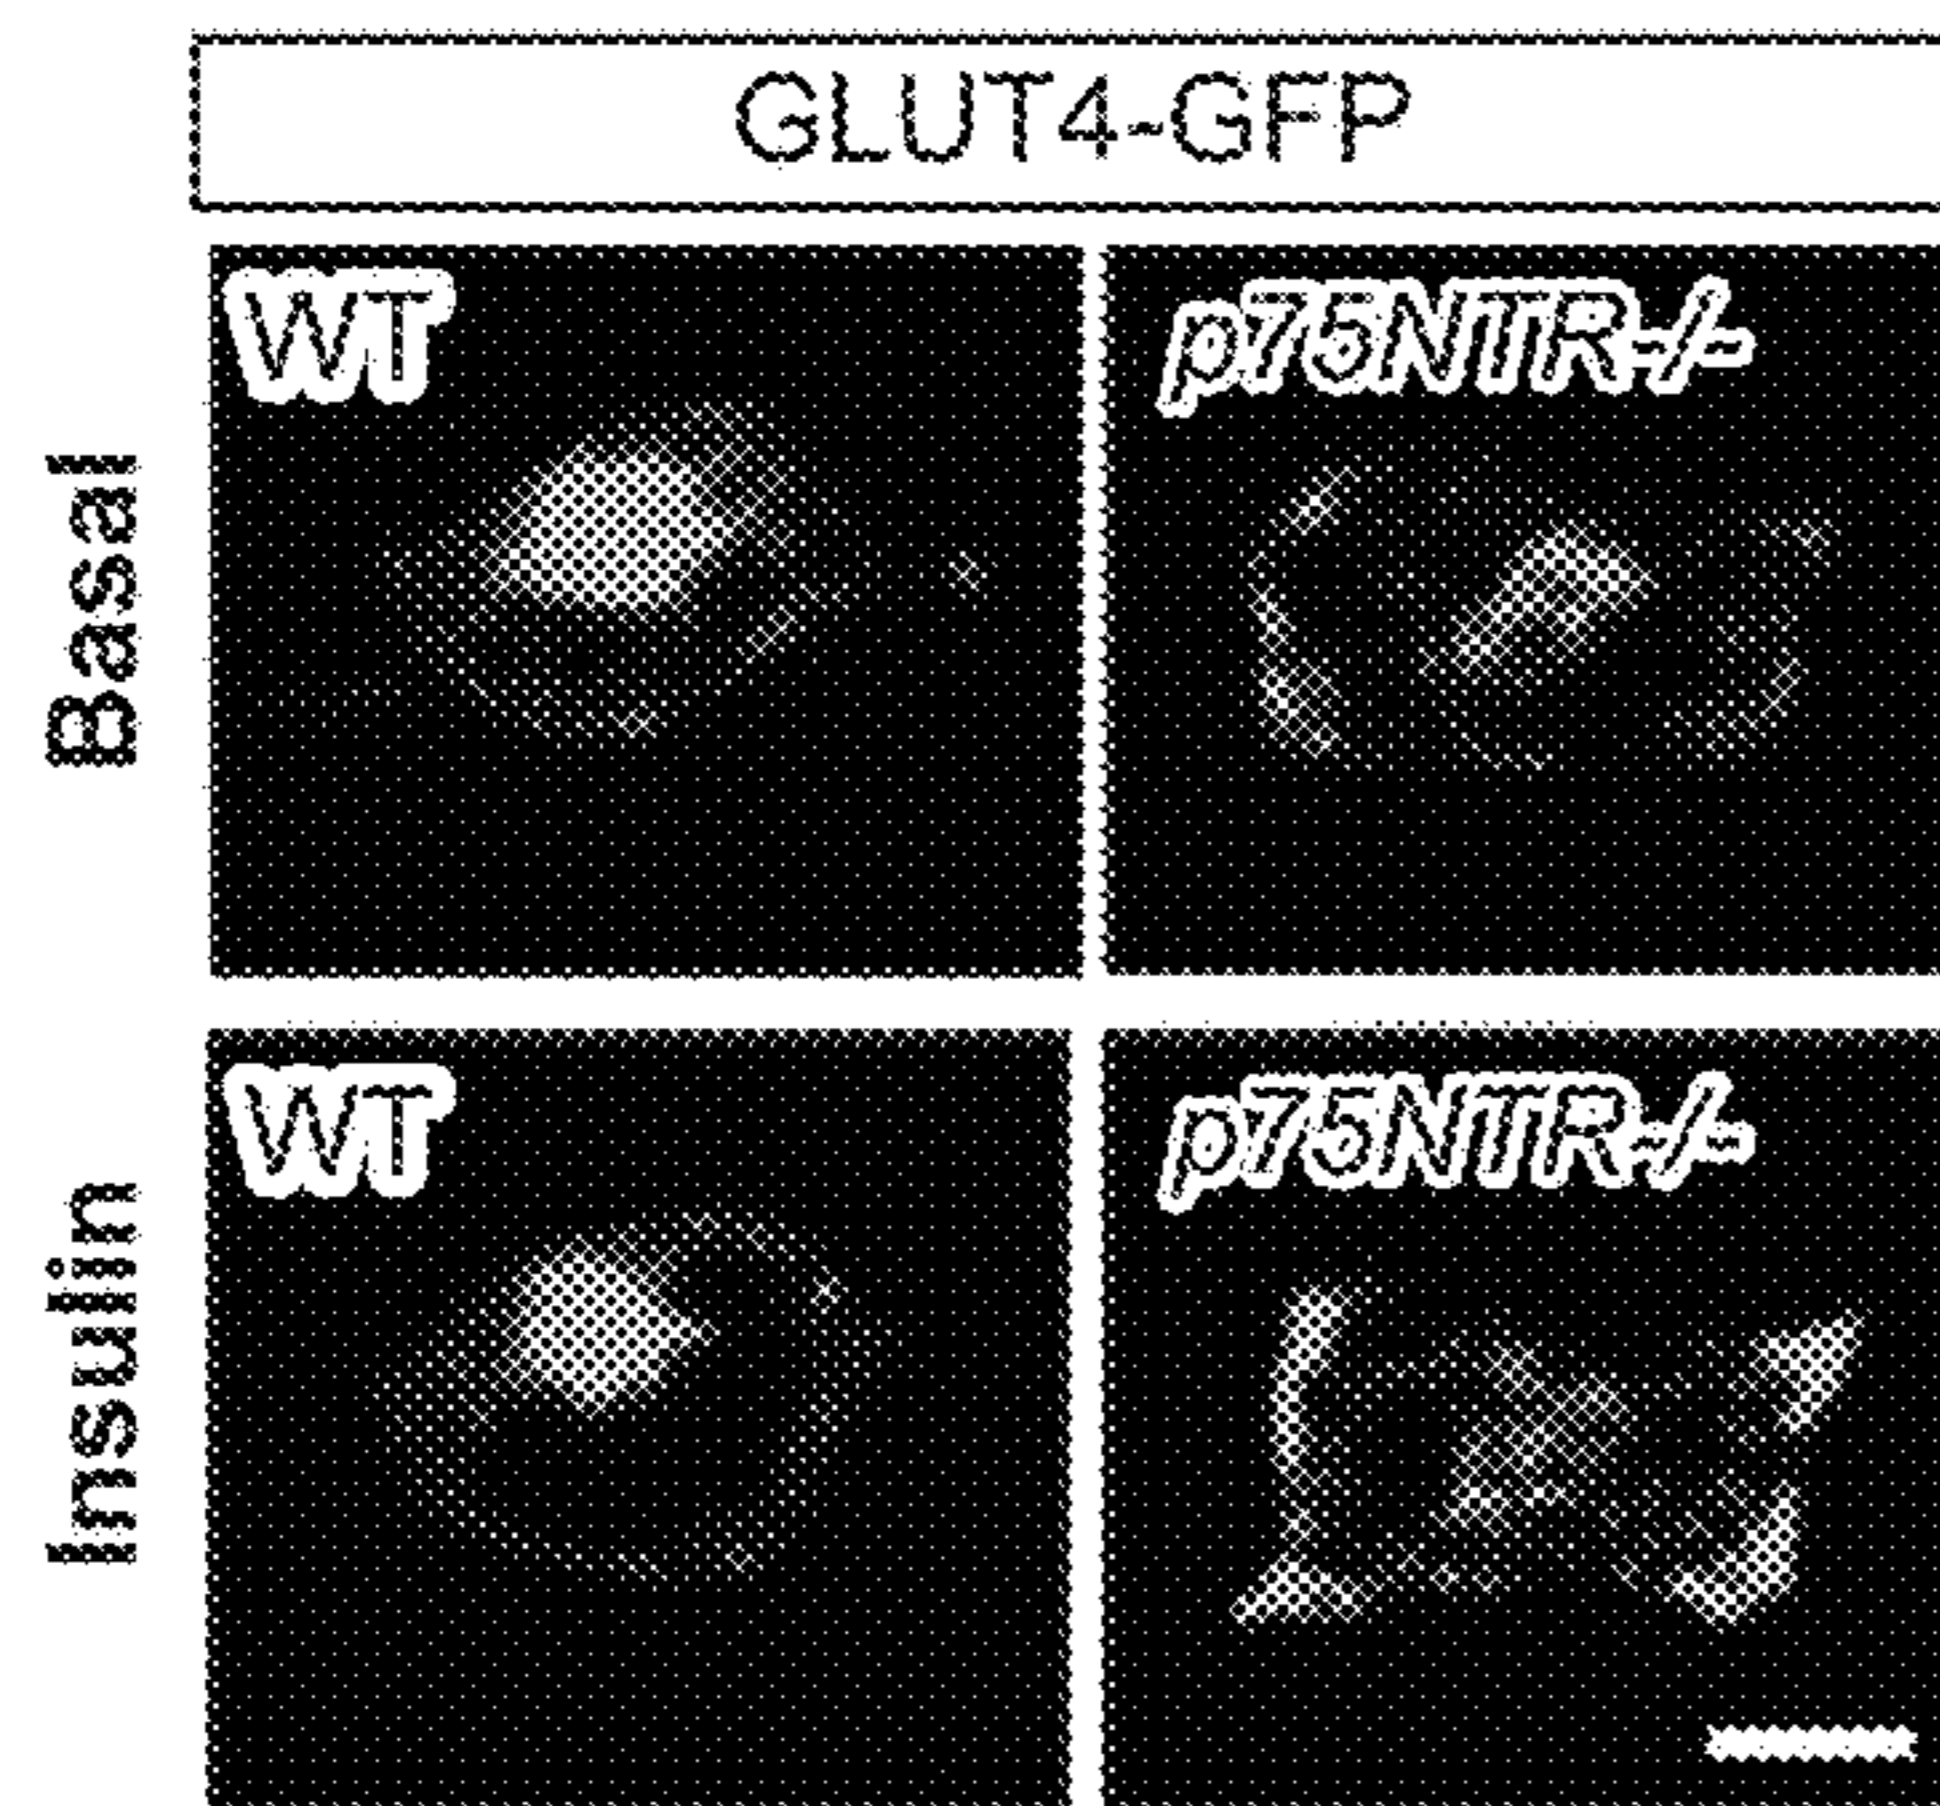 GLUT4-GFP
Basal
WT
p75NTR-/-
Insulin
WT
p75NTR-/-